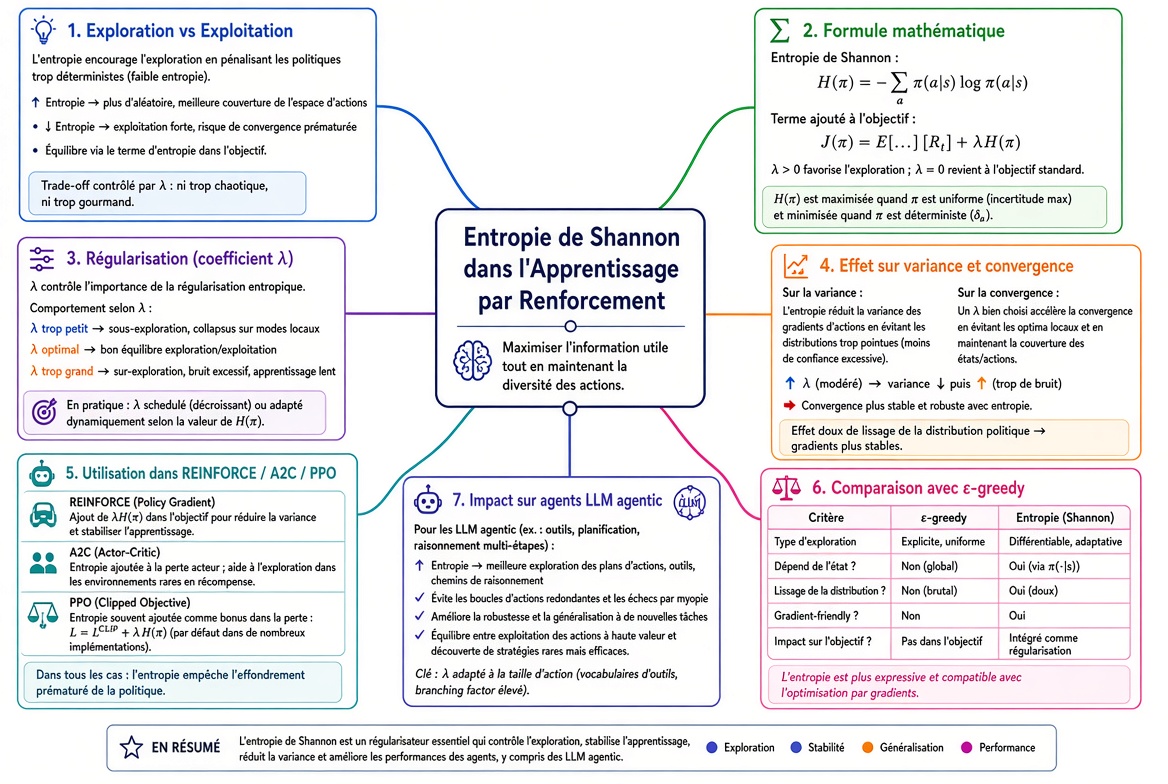 1. Exploration vs Exploitation
L'entropie encourage l'exploration en pénalisant les politiques
trop déterministes (faible entropie).
↑ Entropie → plus d'aléatoire, meilleure couverture de l'espace d'actions
• ↓ Entropie → exploitation forte, risque de convergence prématurée
• Équilibre via le terme d'entropie dans l'objectif.
Trade-off contrôlé par λ : ni trop chaotique,
ni trop gourmand.
2. Formule mathématique
Entropie de Shannon :
H(π) = − ∑ₐ π(a|s) log π(a|s)
Terme ajouté à l'objectif :
J(π) = E[...] [Rₜ] + λH(π)
λ > 0 favorise l'exploration ; λ = 0 revient à l'objectif standard.
H(π) est maximisée quand π est uniforme (incertitude max)
et minimisée quand π est déterministe (δₐ).
Entropie de Shannon
dans l'Apprentissage
par Renforcement
Maximiser l'information utile
tout en maintenant la
diversité des actions.
3. Régularisation (coefficient λ)
λ contrôle l'importance de la régularisation entropique.
Comportement selon λ :
λ trop petit → sous-exploration, collapsus sur modes locaux
λ optimal → bon équilibre exploration/exploitation
λ trop grand → sur-exploration, bruit excessif, apprentissage lent
En pratique : λ schedulé (décroissant) ou adapté
dynamiquement selon la valeur de H(π).
4. Effet sur variance et convergence
Sur la variance :
L'entropie réduit la variance des
gradients d'actions en évitant les
distributions trop pointues (moins
de confiance excessive).
Sur la convergence :
Un λ bien choisi accélère la convergence
en évitant les optima locaux et en
maintenant la couverture des
états/actions.
↑ λ (modéré) → variance ↓ puis ↑ (trop de bruit)
➡ Convergence plus stable et robuste avec entropie.
Effet doux de lissage de la distribution politique →
gradients plus stables.
5. Utilisation dans REINFORCE / A2C / PPO
REINFORCE (Policy Gradient)
Ajout de λH(π) dans l'objectif pour réduire la variance
et stabiliser l'apprentissage.
A2C (Actor-Critic)
Entropie ajoutée à la perte acteur ; aide à l'exploration dans
les environnements rares en récompense.
PPO (Clipped Objective)
Entropie souvent ajoutée comme bonus dans la perte :
L = L^CLIP + λH(π) (par défaut dans de nombreux
implémentations).
Dans tous les cas : l'entropie empêche l'effondrement
prématuré de la politique.
7. Impact sur agents LLM agentic
Pour les LLM agentic (ex. : outils, planification,
raisonnement multi-étapes) :
↑ Entropie → meilleure exploration des plans d'actions, outils,
chemins de raisonnement
✓ Évite les boucles d'actions redondantes et les échecs par myopie
✓ Améliore la robustesse et la généralisation à de nouvelles tâches
✓ Équilibre entre exploitation des actions à haute valeur et
découverte de stratégies rares mais efficaces.
Clé : λ adapté à la taille d'action (vocabulaires d'outils,
branching factor élevé).
6. Comparaison avec ε-greedy
Critère ε-greedy Entropie (Shannon)
Type d'exploration Explicite, uniforme Différentiable, adaptative
Dépend de l'état ? Non (global) Oui (via π(·|s))
Lissage de la distribution ? Non (brutal) Oui (doux)
Gradient-friendly ? Non Oui
Impact sur l'objectif ? Pas dans l'objectif Intégré comme
régularisation
L'entropie est plus expressive et compatible avec
l'optimisation par gradients.
EN RÉSUMÉ
L'entropie de Shannon est un régularisateur essentiel qui contrôle l'exploration, stabilise l'apprentissage,
réduit la variance et améliore les performances des agents, y compris des LLM agentic.
Exploration Stabilité Généralisation Performance